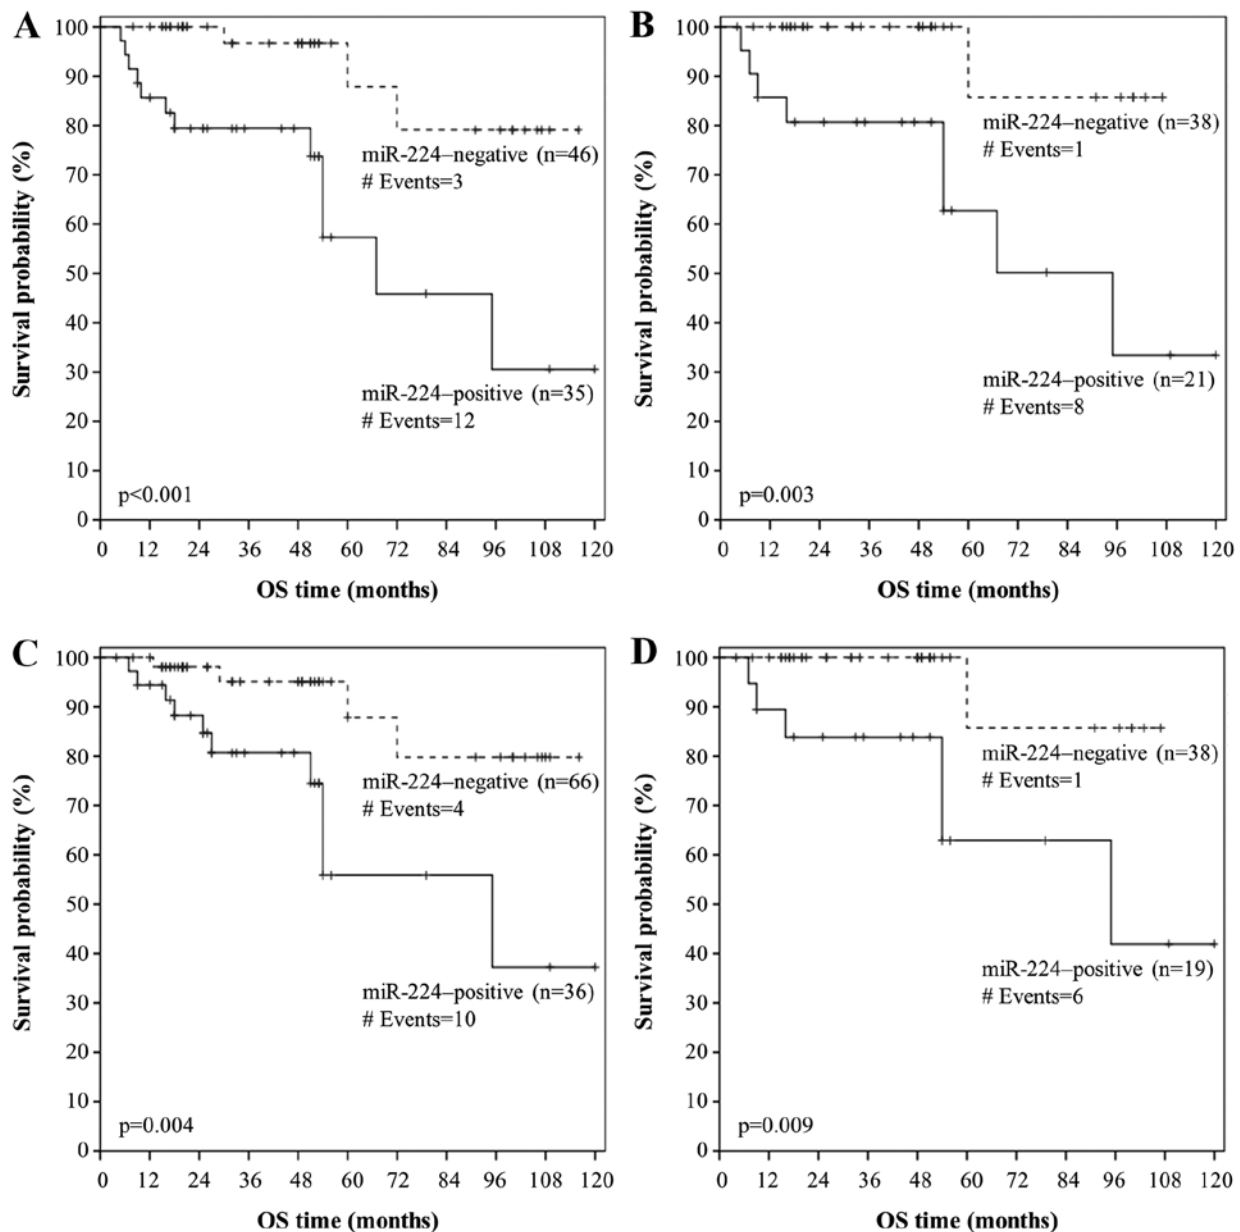 A
Survival probability (%)
100
90
80
70
60
50
40
30
20
10
0
miR-224–negative (n=46)
# Events=3
miR-224–positive (n=35)
# Events=12
p<0.001
0 12 24 36 48 60 72 84 96 108 120
OS time (months)
B
Survival probability (%)
100
90
80
70
60
50
40
30
20
10
0
miR-224–negative (n=38)
# Events=1
miR-224–positive (n=21)
# Events=8
p=0.003
0 12 24 36 48 60 72 84 96 108 120
OS time (months)
C
Survival probability (%)
100
90
80
70
60
50
40
30
20
10
0
miR-224–negative (n=66)
# Events=4
miR-224–positive (n=36)
# Events=10
p=0.004
0 12 24 36 48 60 72 84 96 108 120
OS time (months)
D
Survival probability (%)
100
90
80
70
60
50
40
30
20
10
0
miR-224–negative (n=38)
# Events=1
miR-224–positive (n=19)
# Events=6
p=0.009
0 12 24 36 48 60 72 84 96 108 120
OS time (months)